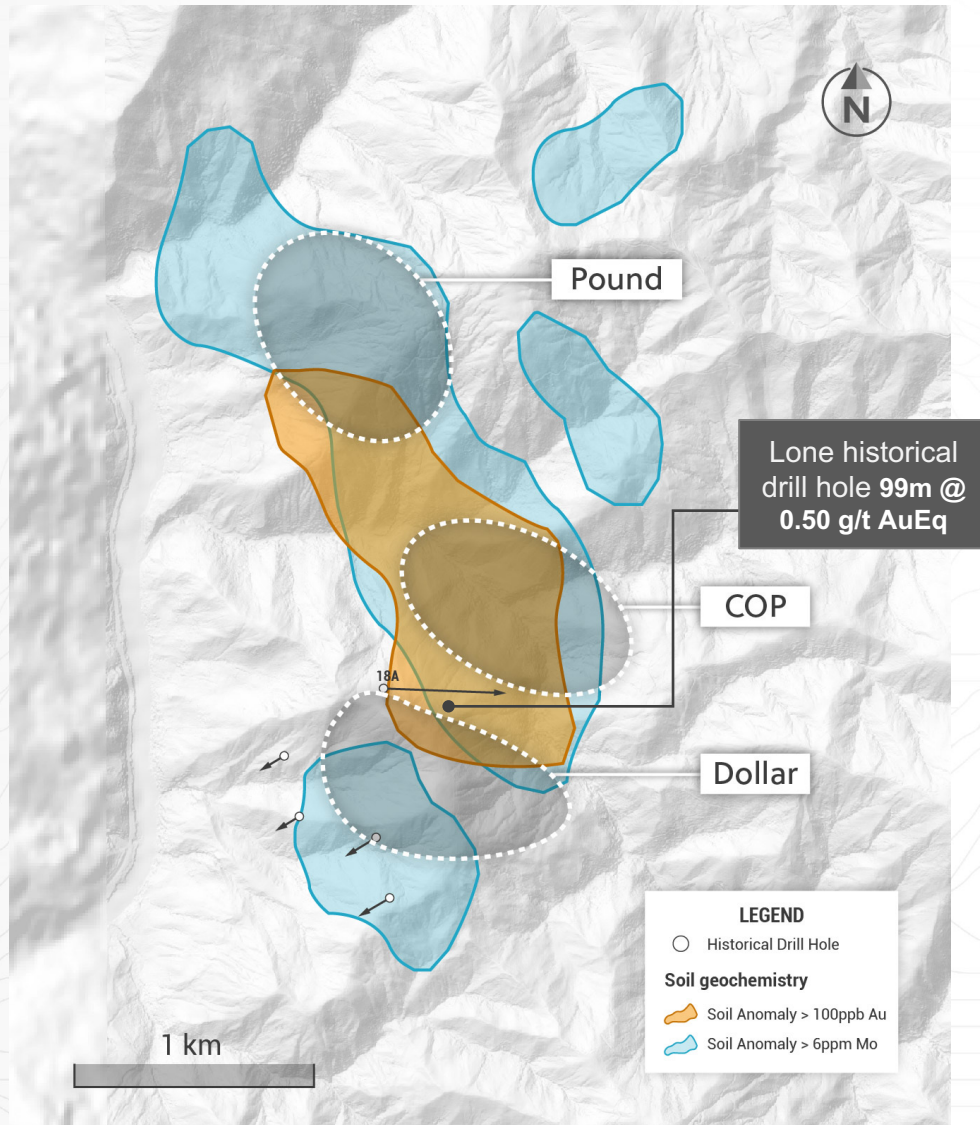 N
Pound
Lone historical
drill hole 99m @
0.50 g/t AuEq
COP
18A
Dollar
LEGEND
Historical Drill Hole
Soil geochemistry
Soil Anomaly > 100ppb Au
Soil Anomaly > 6ppm Mo
1 km